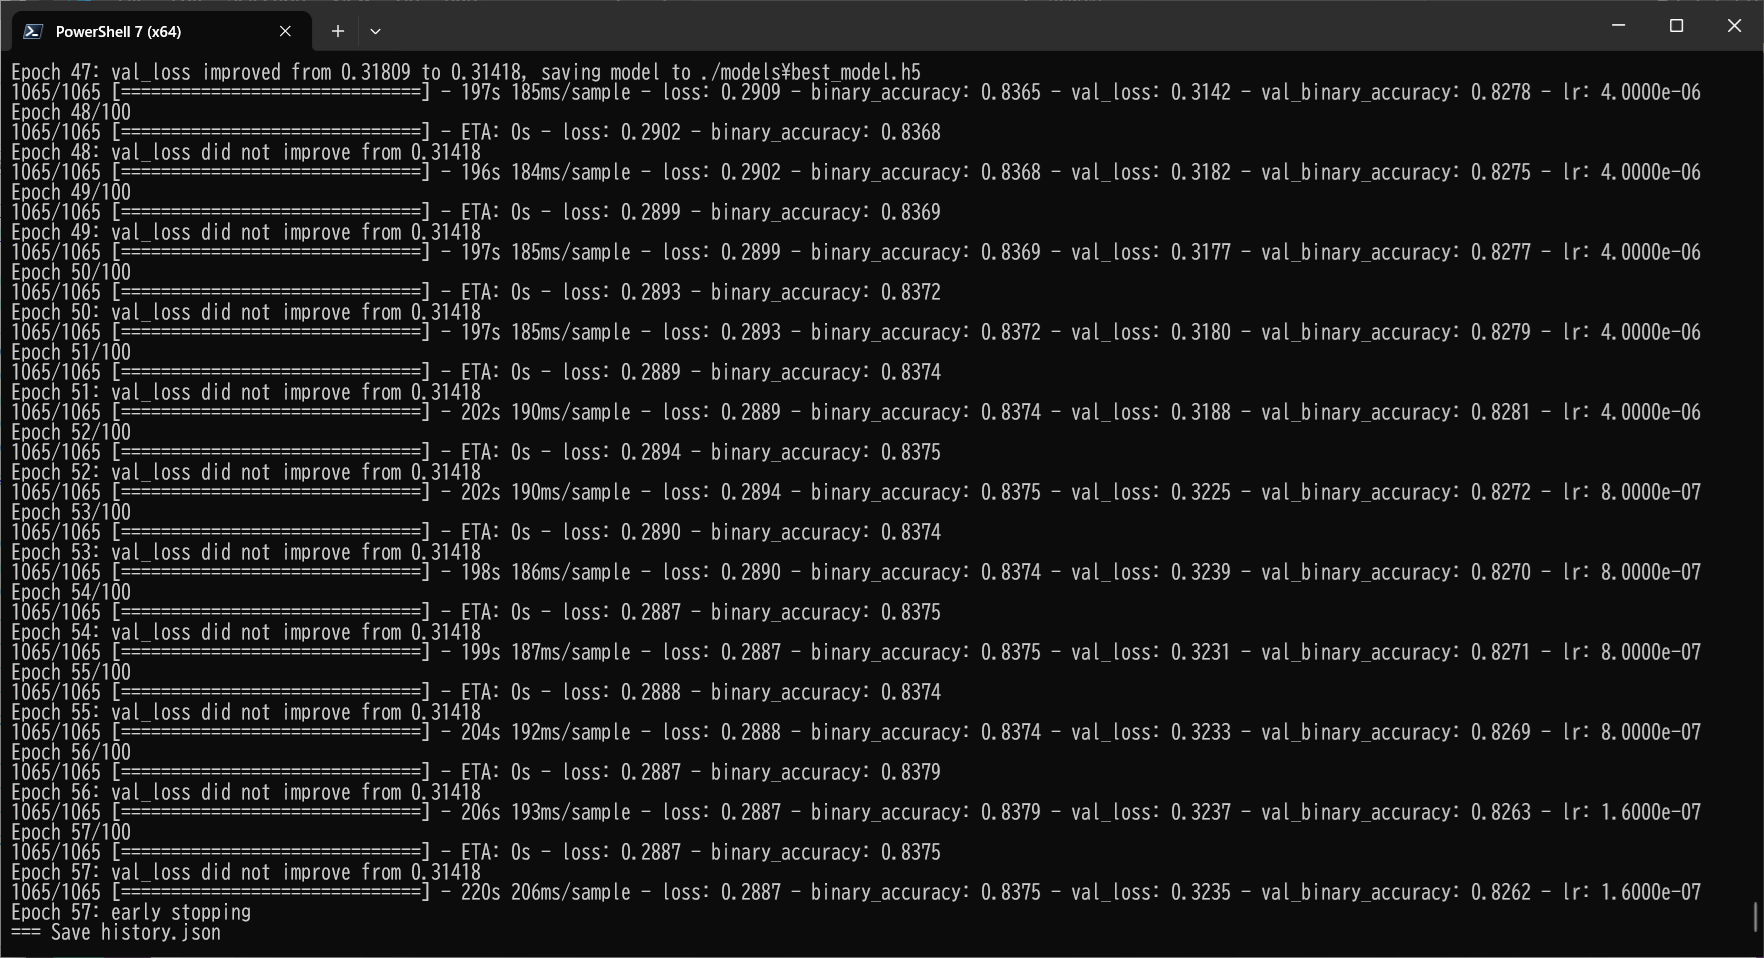 PowerShell 7 (x64)
Epoch 47: val_loss improved from 0.31809 to 0.31418, saving model to ./models¥best_model.h5
1065/1065 [==============================] - 197s 185ms/sample - loss: 0.2909 - binary_accuracy: 0.8365 - val_loss: 0.3142 - val_binary_accuracy: 0.8278 - lr: 4.0000e-06
Epoch 48/100
1065/1065 [==============================] - ETA: 0s - loss: 0.2902 - binary_accuracy: 0.8368
Epoch 48: val_loss did not improve from 0.31418
1065/1065 [==============================] - 196s 184ms/sample - loss: 0.2902 - binary_accuracy: 0.8368 - val_loss: 0.3182 - val_binary_accuracy: 0.8275 - lr: 4.0000e-06
Epoch 49/100
1065/1065 [==============================] - ETA: 0s - loss: 0.2899 - binary_accuracy: 0.8369
Epoch 49: val_loss did not improve from 0.31418
1065/1065 [==============================] - 197s 185ms/sample - loss: 0.2899 - binary_accuracy: 0.8369 - val_loss: 0.3177 - val_binary_accuracy: 0.8277 - lr: 4.0000e-06
Epoch 50/100
1065/1065 [==============================] - ETA: 0s - loss: 0.2893 - binary_accuracy: 0.8372
Epoch 50: val_loss did not improve from 0.31418
1065/1065 [==============================] - 197s 185ms/sample - loss: 0.2893 - binary_accuracy: 0.8372 - val_loss: 0.3180 - val_binary_accuracy: 0.8279 - lr: 4.0000e-06
Epoch 51/100
1065/1065 [==============================] - ETA: 0s - loss: 0.2889 - binary_accuracy: 0.8374
Epoch 51: val_loss did not improve from 0.31418
1065/1065 [==============================] - 202s 190ms/sample - loss: 0.2889 - binary_accuracy: 0.8374 - val_loss: 0.3188 - val_binary_accuracy: 0.8281 - lr: 4.0000e-06
Epoch 52/100
1065/1065 [==============================] - ETA: 0s - loss: 0.2894 - binary_accuracy: 0.8375
Epoch 52: val_loss did not improve from 0.31418
1065/1065 [==============================] - 202s 190ms/sample - loss: 0.2894 - binary_accuracy: 0.8375 - val_loss: 0.3225 - val_binary_accuracy: 0.8272 - lr: 8.0000e-07
Epoch 53/100
1065/1065 [==============================] - ETA: 0s - loss: 0.2890 - binary_accuracy: 0.8374
Epoch 53: val_loss did not improve from 0.31418
1065/1065 [==============================] - 198s 186ms/sample - loss: 0.2890 - binary_accuracy: 0.8374 - val_loss: 0.3239 - val_binary_accuracy: 0.8270 - lr: 8.0000e-07
Epoch 54/100
1065/1065 [==============================] - ETA: 0s - loss: 0.2887 - binary_accuracy: 0.8375
Epoch 54: val_loss did not improve from 0.31418
1065/1065 [==============================] - 199s 187ms/sample - loss: 0.2887 - binary_accuracy: 0.8375 - val_loss: 0.3231 - val_binary_accuracy: 0.8271 - lr: 8.0000e-07
Epoch 55/100
1065/1065 [==============================] - ETA: 0s - loss: 0.2888 - binary_accuracy: 0.8374
Epoch 55: val_loss did not improve from 0.31418
1065/1065 [==============================] - 204s 192ms/sample - loss: 0.2888 - binary_accuracy: 0.8374 - val_loss: 0.3233 - val_binary_accuracy: 0.8269 - lr: 8.0000e-07
Epoch 56/100
1065/1065 [==============================] - ETA: 0s - loss: 0.2887 - binary_accuracy: 0.8379
Epoch 56: val_loss did not improve from 0.31418
1065/1065 [==============================] - 206s 193ms/sample - loss: 0.2887 - binary_accuracy: 0.8379 - val_loss: 0.3237 - val_binary_accuracy: 0.8263 - lr: 1.6000e-07
Epoch 57/100
1065/1065 [==============================] - ETA: 0s - loss: 0.2887 - binary_accuracy: 0.8375
Epoch 57: val_loss did not improve from 0.31418
1065/1065 [==============================] - 220s 206ms/sample - loss: 0.2887 - binary_accuracy: 0.8375 - val_loss: 0.3235 - val_binary_accuracy: 0.8262 - lr: 1.6000e-07
Epoch 57: early stopping
=== Save history.json